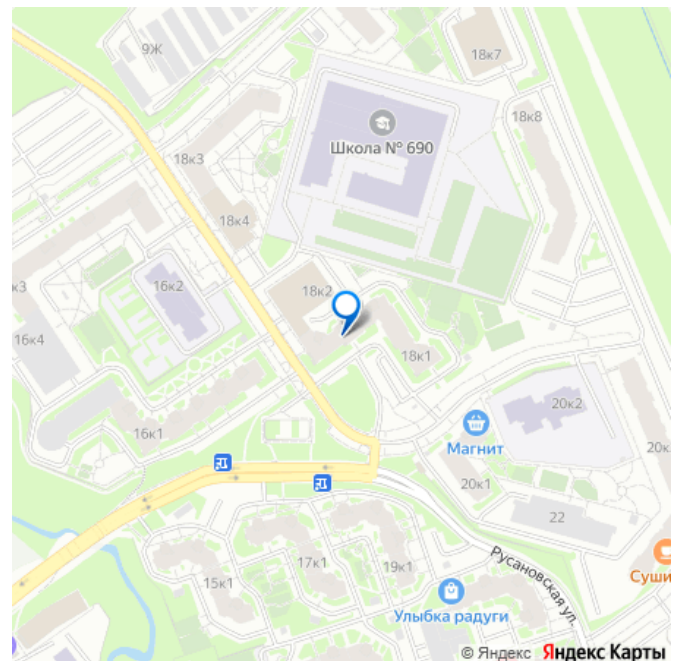 9Ж
18к7
18к8
Школа № 690
18к3
18к4
16к2
18к2
к3
16к4
18к1
20к2
16к1
Магнит
20к
20к1
22
17к1
19к1
15к1
Русановская ул.
Суши
Улыбка радуги
© Яндекс Яндекс Карты